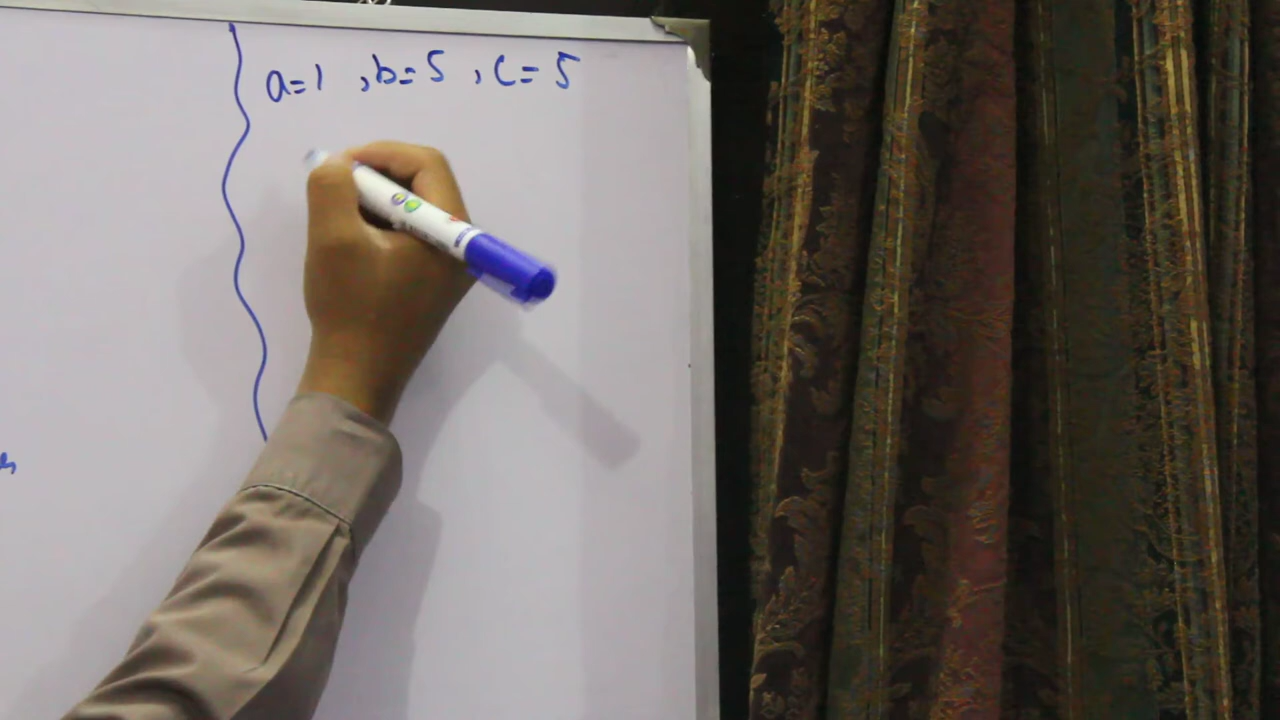 a=1 , b=5 , c=5